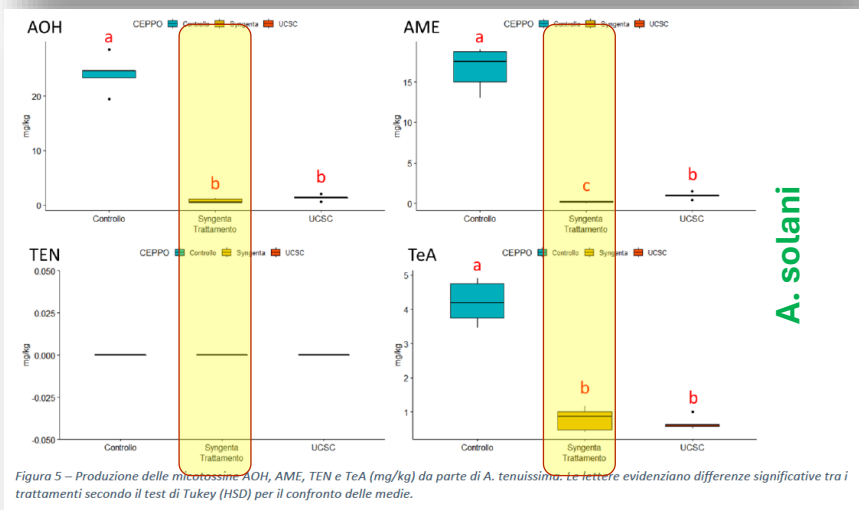 AOH
CEPPO Controllo Syngenta UCSC
a
b
b
mg/kg
20
10
0
Controllo
Syngenta
Trattamento
UCSC
AME
CEPPO Controllo Syngenta UCSC
a
c
b
mg/kg
15
10
5
0
Controllo
Syngenta
Trattamento
UCSC
A. solani
TEN
CEPPO Controllo Syngenta UCSC
mg/kg
0.050
0.025
0.000
-0.025
-0.050
Controllo
Syngenta
Trattamento
UCSC
TeA
CEPPO Controllo Syngenta UCSC
a
b
b
mg/kg
5
4
3
2
1
Controllo
Syngenta
Trattamento
UCSC
Figura 5 – Produzione delle micotossine AOH, AME, TEN e TeA (mg/kg) da parte di A. tenuissima. Le lettere evidenziano differenze significative tra i
trattamenti secondo il test di Tukey (HSD) per il confronto delle medie.